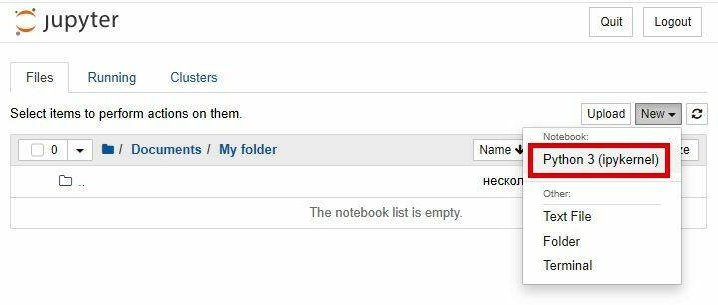 jupyter
Quit
Logout
Files
Running
Clusters
Select items to perform actions on them.
Upload
New
0
/ Documents / My folder
Name
Notebook:
Python 3 (ipykernel)
..
Other:
Text File
The notebook list is empty.
Folder
Terminal